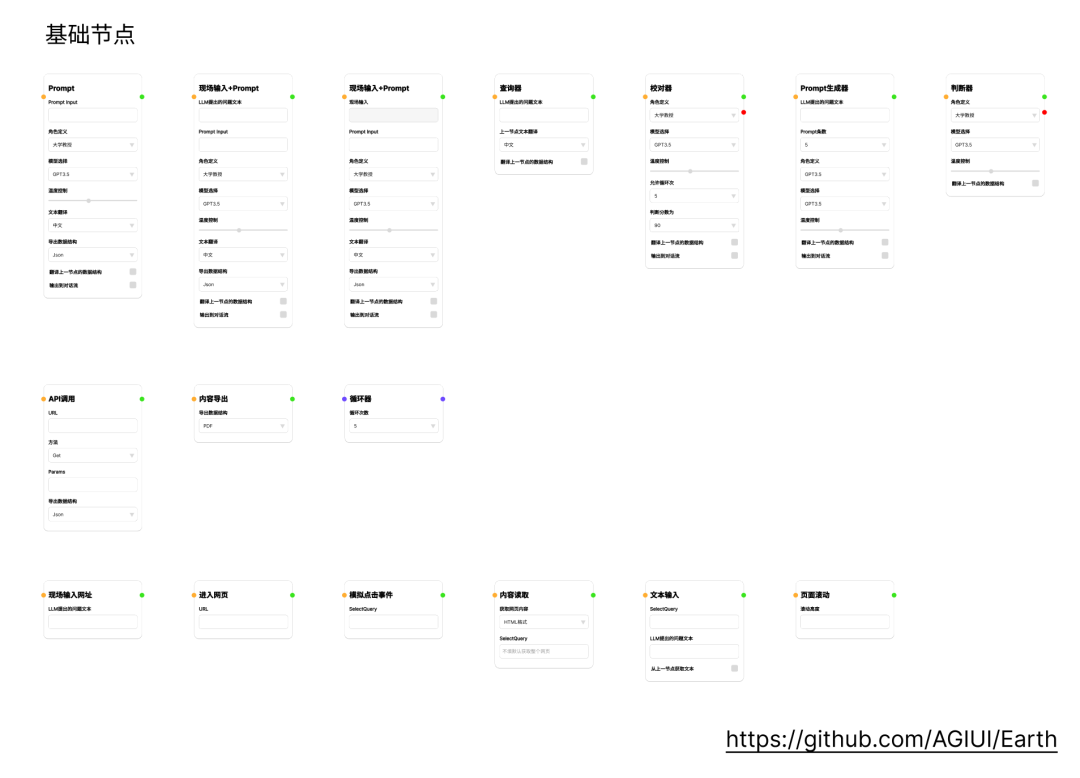 基础节点
Prompt
Prompt Input
角色定义
大学教授
模型选择
GPT3.5
温度控制
文本翻译
中文
导出数据结构
Json
翻译上一节点的数据结构
输出到对话流
现场输入+Prompt
LLM提出的问题文本
Prompt Input
角色定义
大学教授
模型选择
GPT3.5
温度控制
文本翻译
中文
导出数据结构
Json
翻译上一节点的数据结构
输出到对话流
现场输入+Prompt
现场输入
Prompt Input
角色定义
大学教授
模型选择
GPT3.5
温度控制
文本翻译
中文
导出数据结构
Json
翻译上一节点的数据结构
输出到对话流
查询器
LLM提出的问题文本
上一节点文本翻译
中文
翻译上一节点的数据结构
校对器
角色定义
大学教授
模型选择
GPT3.5
温度控制
允许循环次
5
判断分数为
90
翻译上一节点的数据结构
输出到对话流
Prompt生成器
LLM提出的问题文本
Prompt条数
5
角色定义
GPT3.5
模型选择
GPT3.5
温度控制
翻译上一节点的数据结构
输出到对话流
判断器
角色定义
大学教授
模型选择
GPT3.5
温度控制
翻译上一节点的数据结构
API调用
URL
方法
Get
Params
导出数据结构
Json
内容导出
导出数据结构
PDF
循环器
循环次数
5
现场输入网址
LLM提出的问题文本
进入网页
URL
模拟点击事件
SelectQuery
内容读取
获取网页内容
HTML格式
SelectQuery
不填默认获取整个网页
文本输入
SelectQuery
LLM提出的问题文本
从上一节点获取文本
页面滚动
滚动高度
https://github.com/AGIUI/Earth